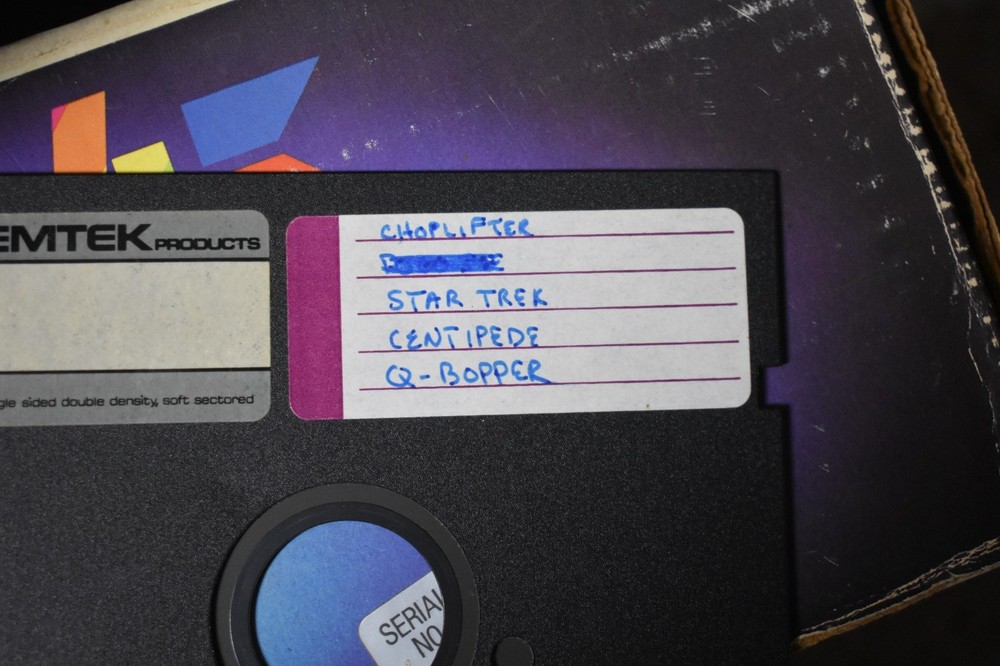 EMTEK PRODUCTS
gle sided double density, soft sectored
CHOPLIFTER
STAR TREK
CENTIPEDE
Q-BOPPER
SERIAL
NO